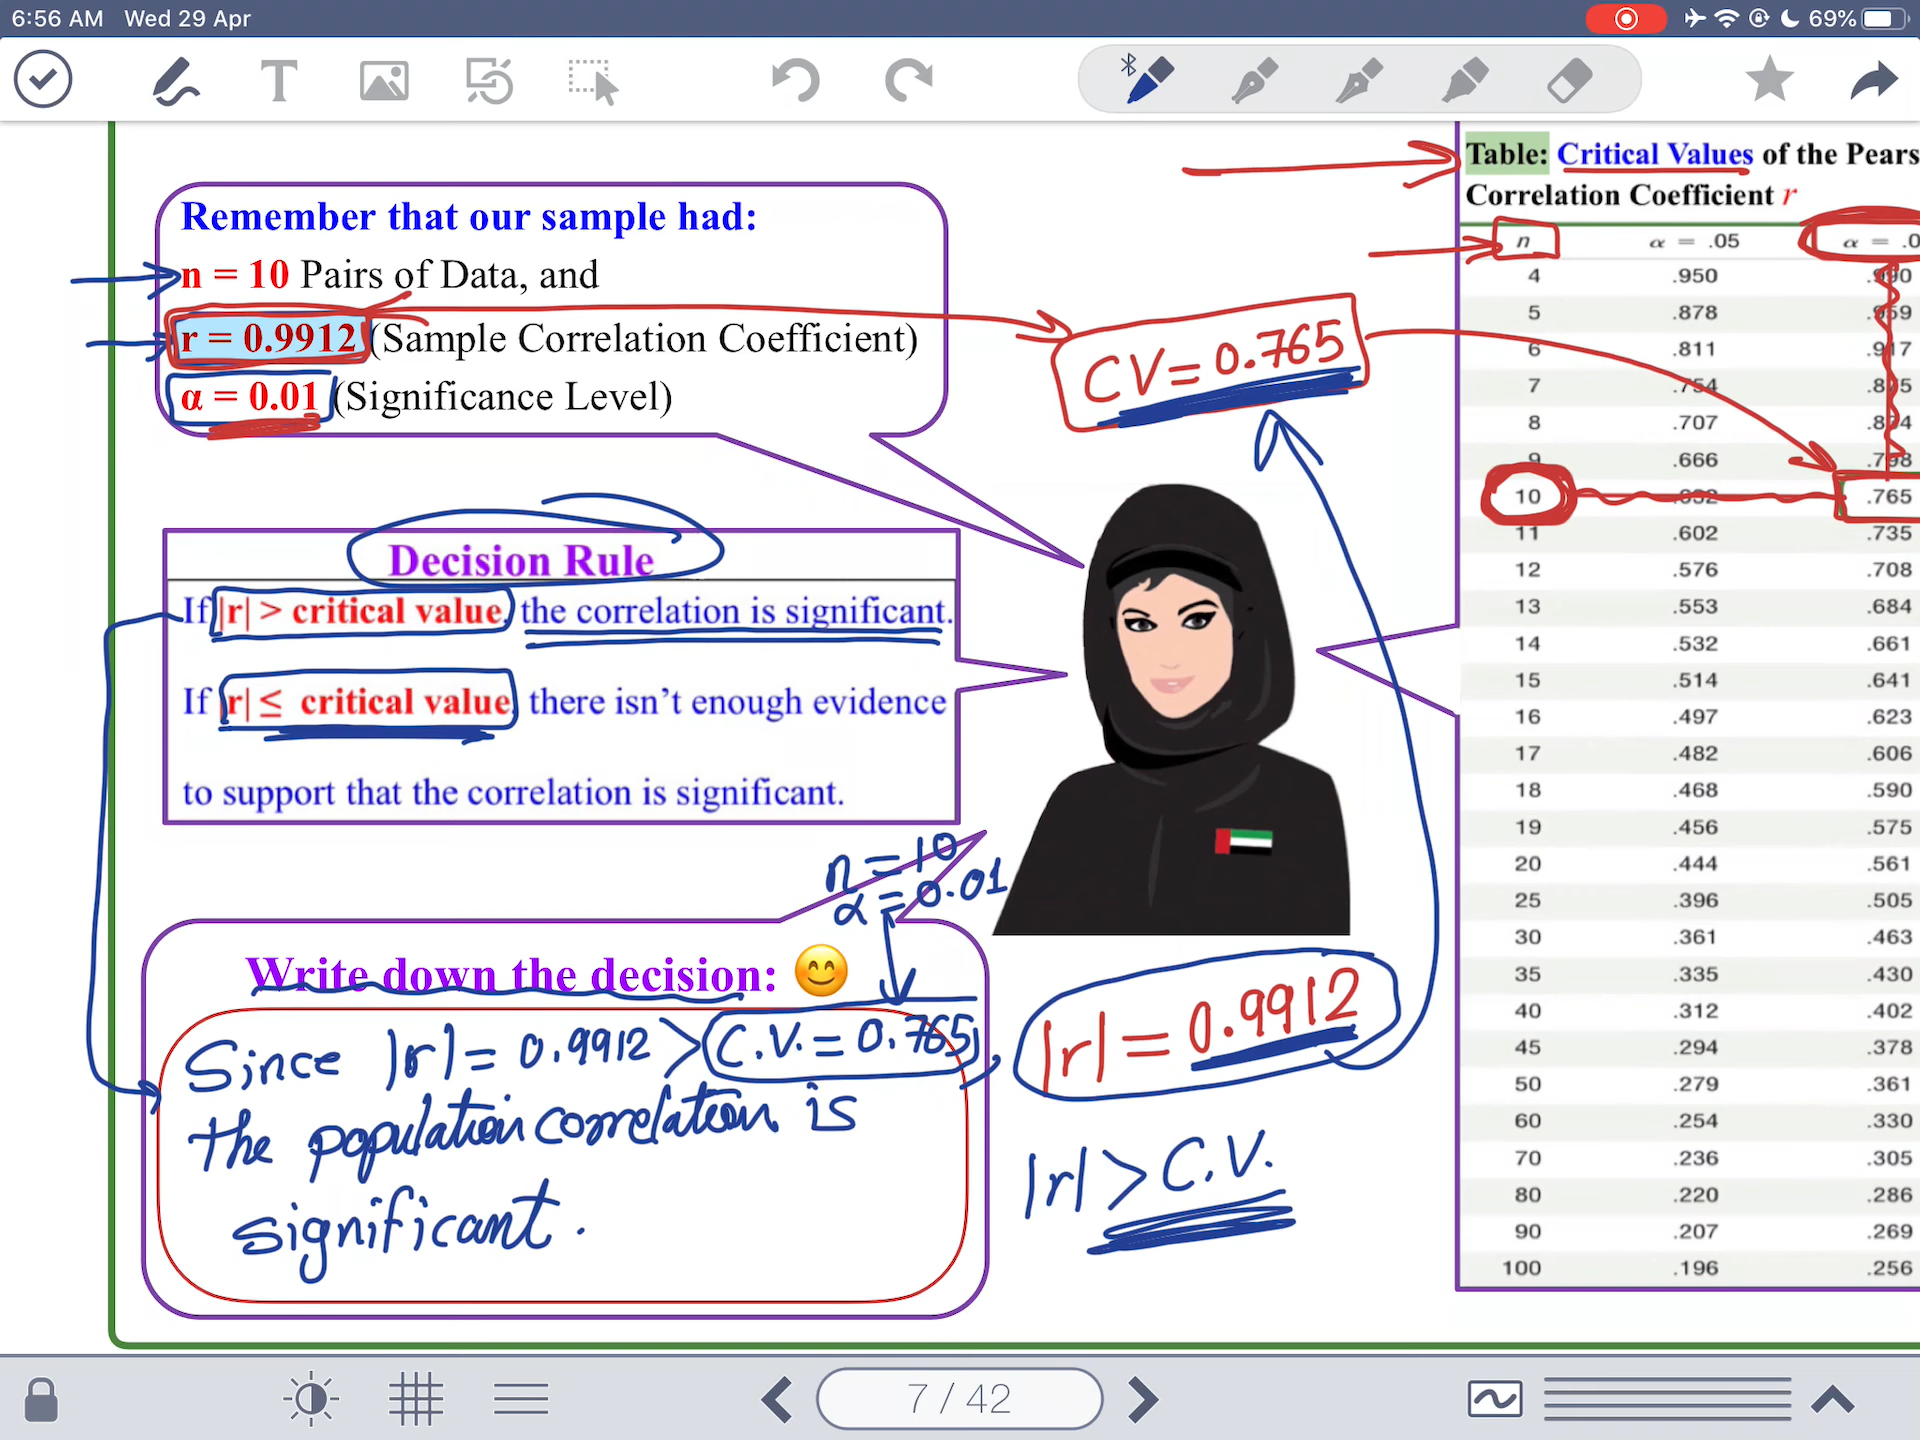 6:56 AM Wed 29 Apr
69%
Remember that our sample had:
n = 10 Pairs of Data, and
r = 0.9912 (Sample Correlation Coefficient)
α = 0.01 (Significance Level)
CV = 0.765
Decision Rule
If |r| > critical value, the correlation is significant.
If |r| ≤ critical value, there isn't enough evidence
to support that the correlation is significant.
n = 10
α = 0.01
Write down the decision: 😊
Since |r| = 0.9912 > C.V. = 0.765,
the population correlation is
significant.
|r| = 0.9912
|r| > C.V.
Table: Critical Values of the Pears
Correlation Coefficient r
n α = .05 α = .0
4 .950 .990
5 .878 .959
6 .811 .917
7 .754 .875
8 .707 .834
9 .666 .798
10 .632 .765
11 .602 .735
12 .576 .708
13 .553 .684
14 .532 .661
15 .514 .641
16 .497 .623
17 .482 .606
18 .468 .590
19 .456 .575
20 .444 .561
25 .396 .505
30 .361 .463
35 .335 .430
40 .312 .402
45 .294 .378
50 .279 .361
60 .254 .330
70 .236 .305
80 .220 .286
90 .207 .269
100 .196 .256
7 / 42